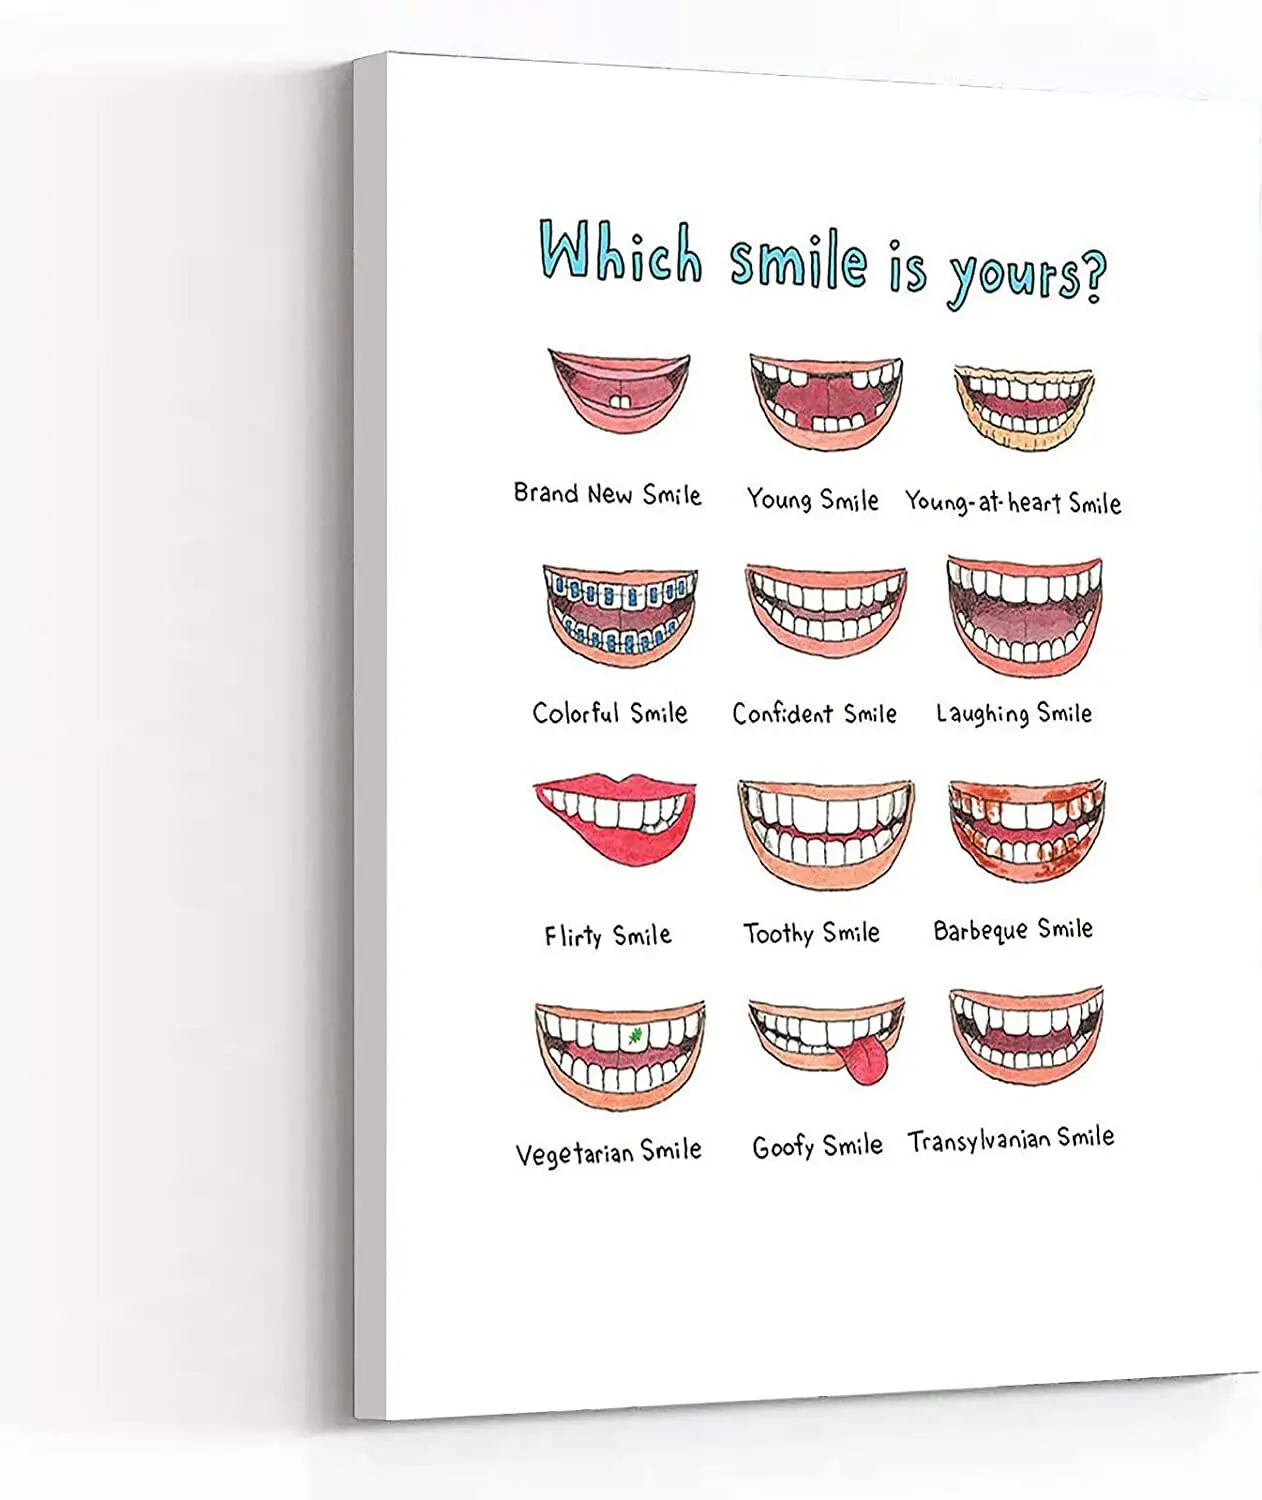 Which smile is yours?
Brand New Smile
Young Smile
Young-at-heart Smile
Colorful Smile
Confident Smile
Laughing Smile
Flirty Smile
Toothy Smile
Barbeque Smile
Vegetarian Smile
Goofy Smile
Transylvanian Smile